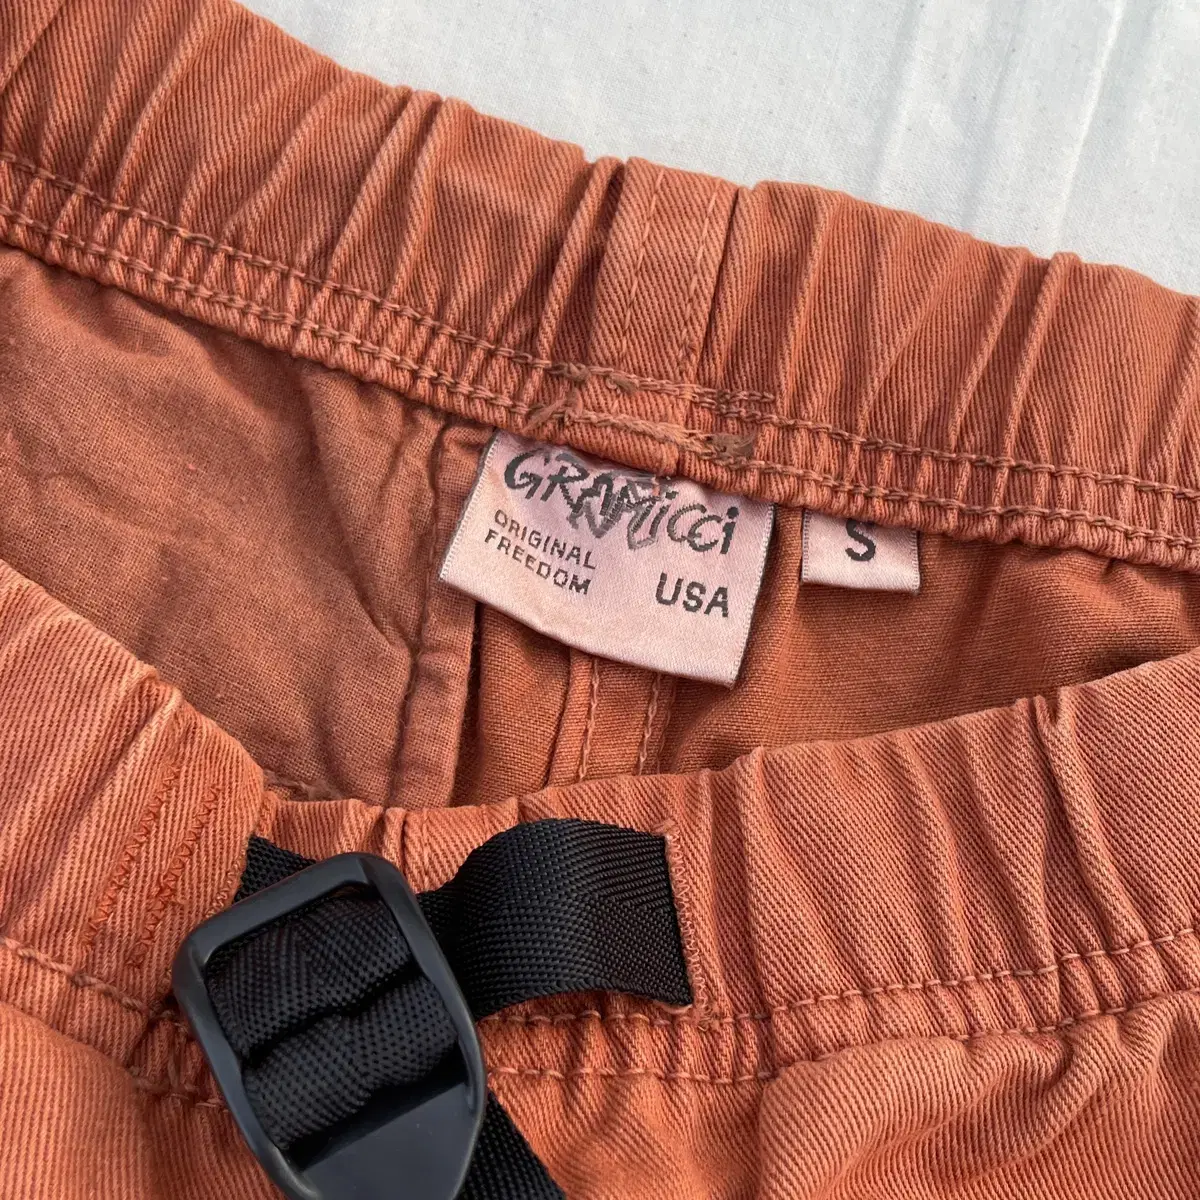 GRAMiCCi
ORIGINAL
FREEDOM
USA
S